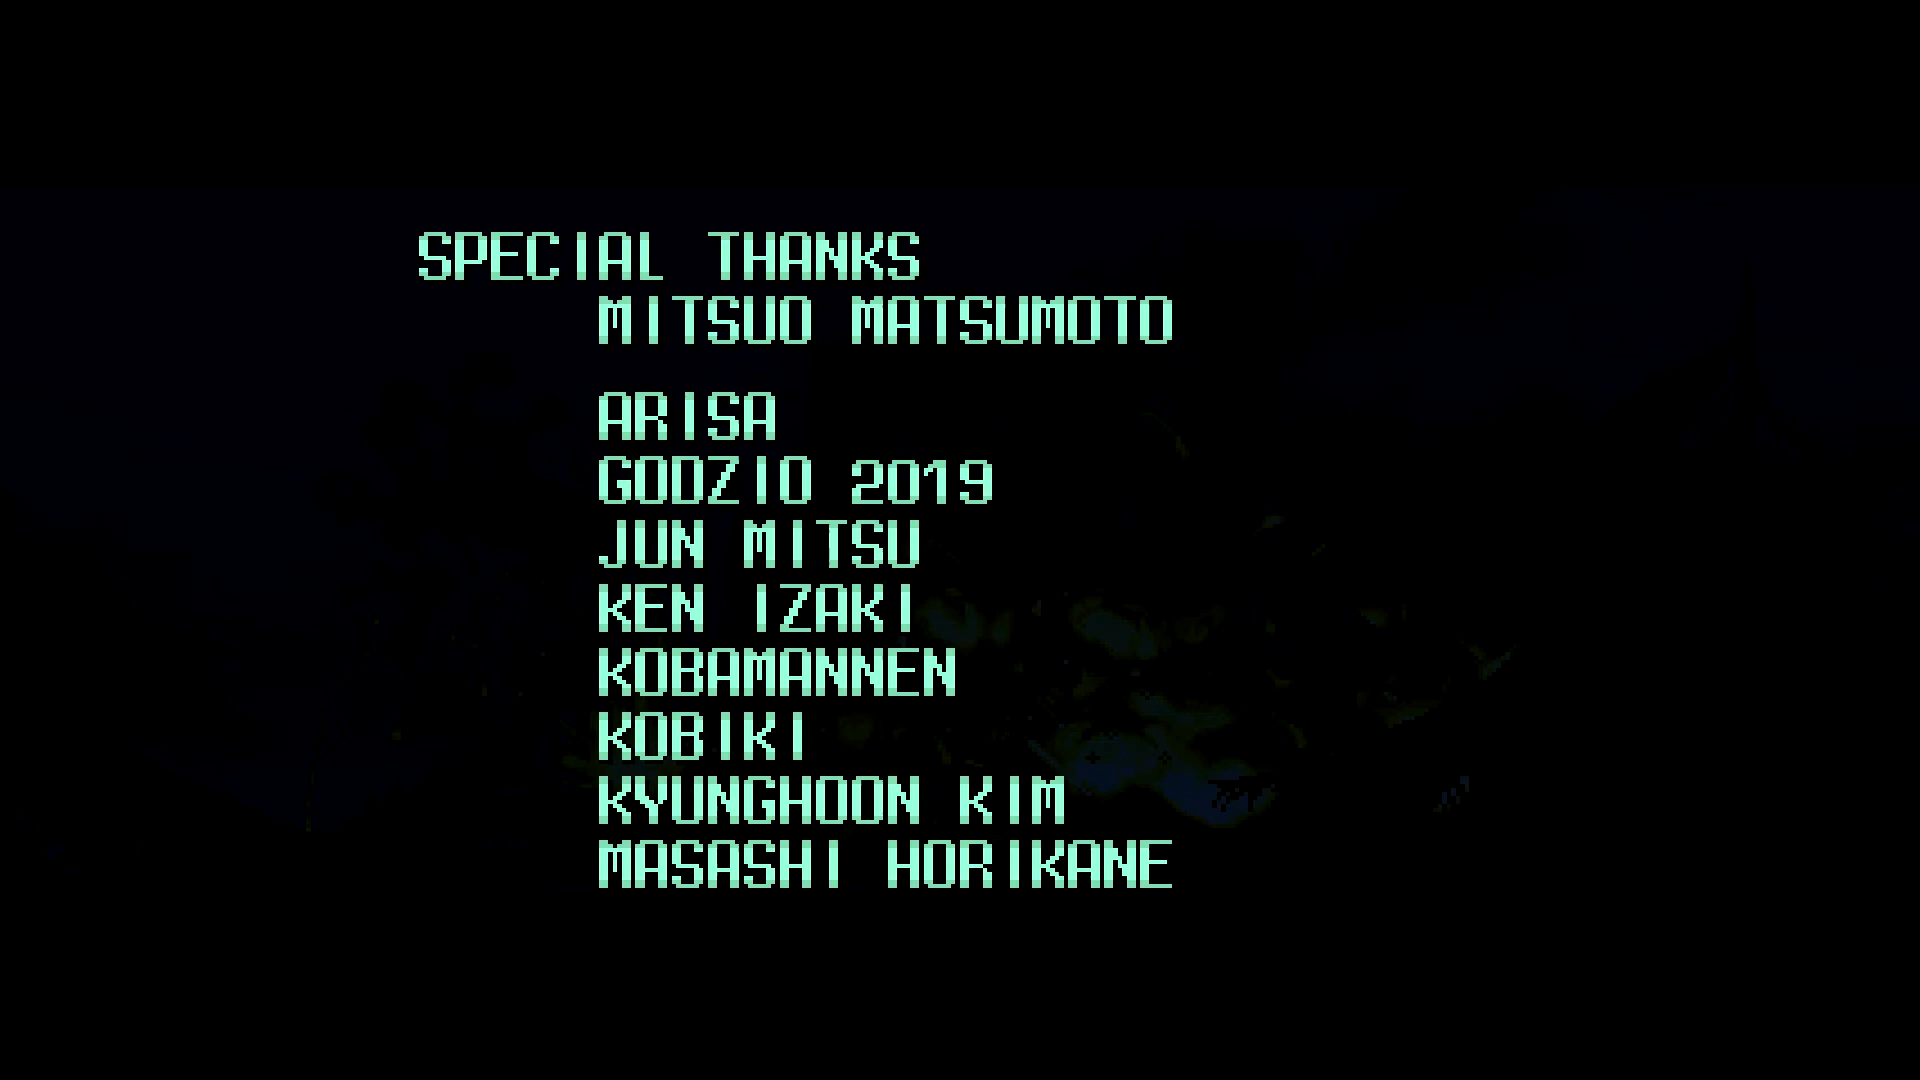 SPECIAL THANKS
MITSUO MATSUMOTO
ARISA
GODZIO 2019
JUN MITSU
KEN IZAKI
KOBAMANNEN
KOBIKI
KYUNGHOON KIM
MASASHI HORIKANE